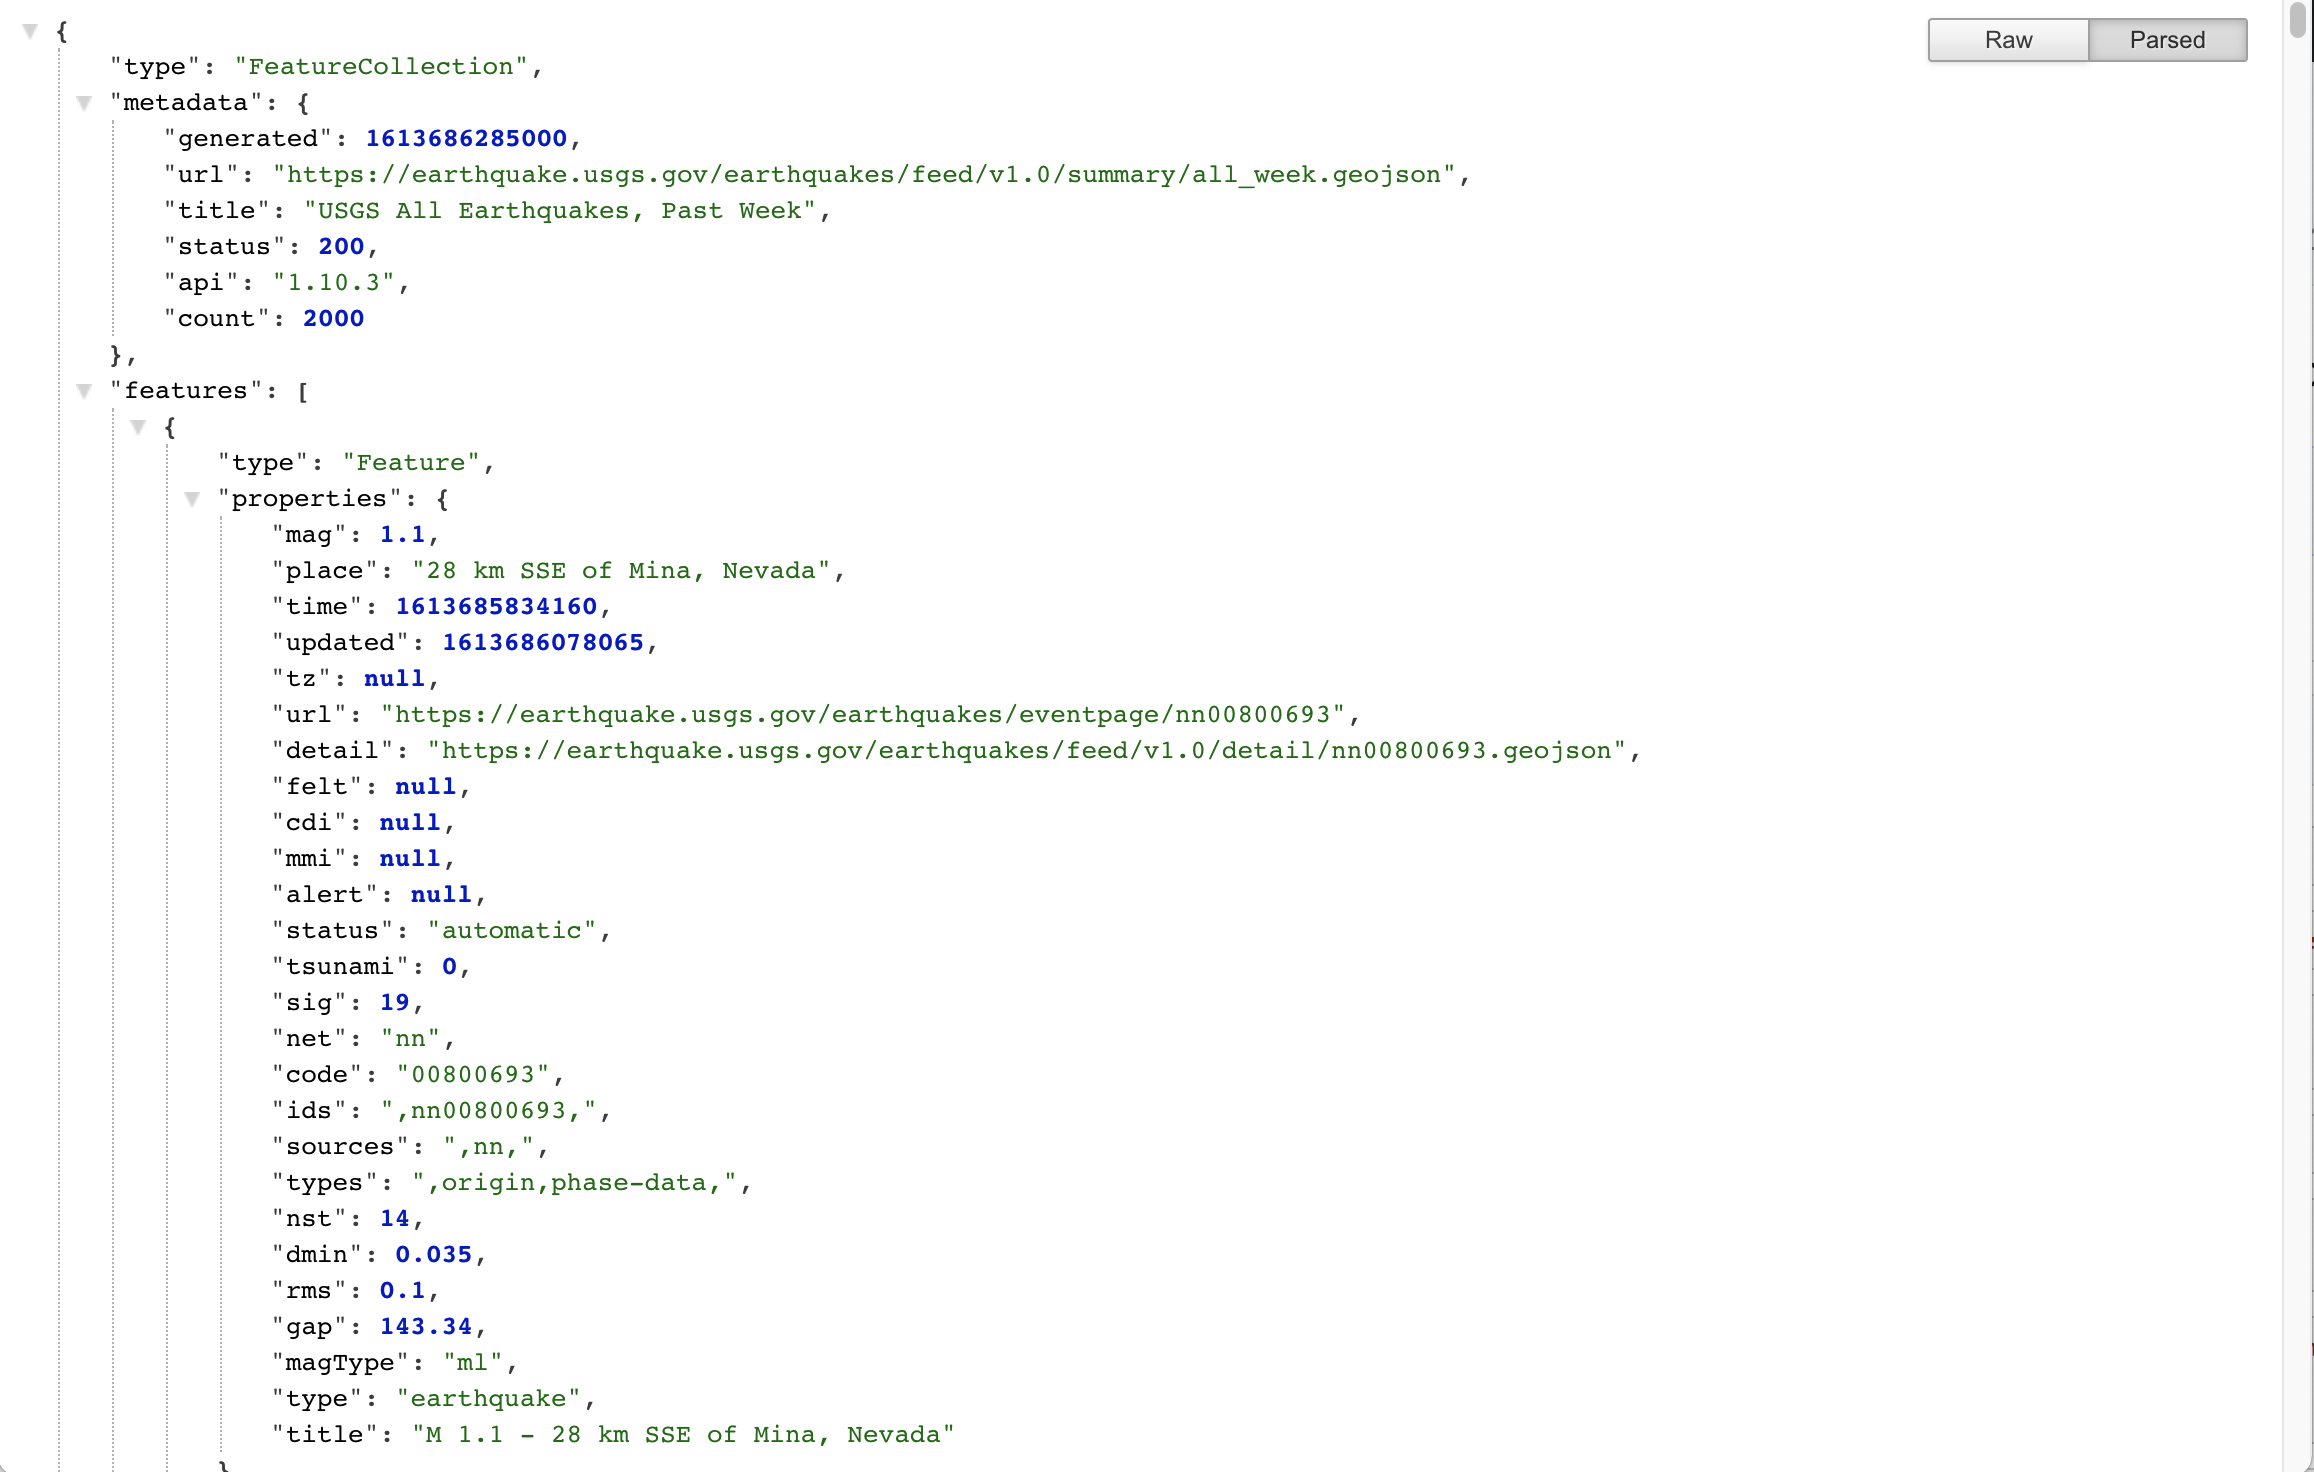 {
Raw Parsed
"type": "FeatureCollection",
"metadata": {
"generated": 1613686285000,
"url": "https://earthquake.usgs.gov/earthquakes/feed/v1.0/summary/all_week.geojson",
"title": "USGS All Earthquakes, Past Week",
"status": 200,
"api": "1.10.3",
"count": 2000
},
"features": [
{
"type": "Feature",
"properties": {
"mag": 1.1,
"place": "28 km SSE of Mina, Nevada",
"time": 1613685834160,
"updated": 1613686078065,
"tz": null,
"url": "https://earthquake.usgs.gov/earthquakes/eventpage/nn00800693",
"detail": "https://earthquake.usgs.gov/earthquakes/feed/v1.0/detail/nn00800693.geojson",
"felt": null,
"cdi": null,
"mmi": null,
"alert": null,
"status": "automatic",
"tsunami": 0,
"sig": 19,
"net": "nn",
"code": "00800693",
"ids": ",nn00800693,",
"sources": ",nn,",
"types": ",origin,phase-data,",
"nst": 14,
"dmin": 0.035,
"rms": 0.1,
"gap": 143.34,
"magType": "ml",
"type": "earthquake",
"title": "M 1.1 - 28 km SSE of Mina, Nevada"
}